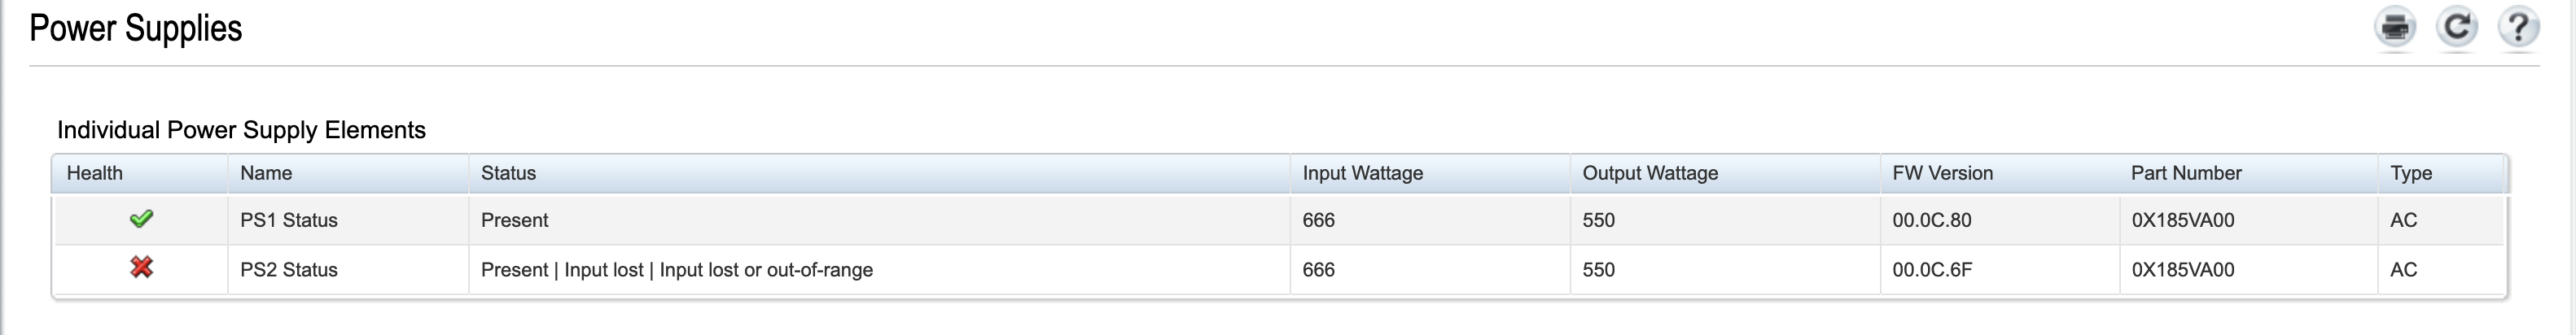 Power Supplies
Individual Power Supply Elements
Health Name Status Input Wattage Output Wattage FW Version Part Number Type
PS1 Status Present 666 550 00.0C.80 0X185VA00 AC
PS2 Status Present | Input lost | Input lost or out-of-range 666 550 00.0C.6F 0X185VA00 AC